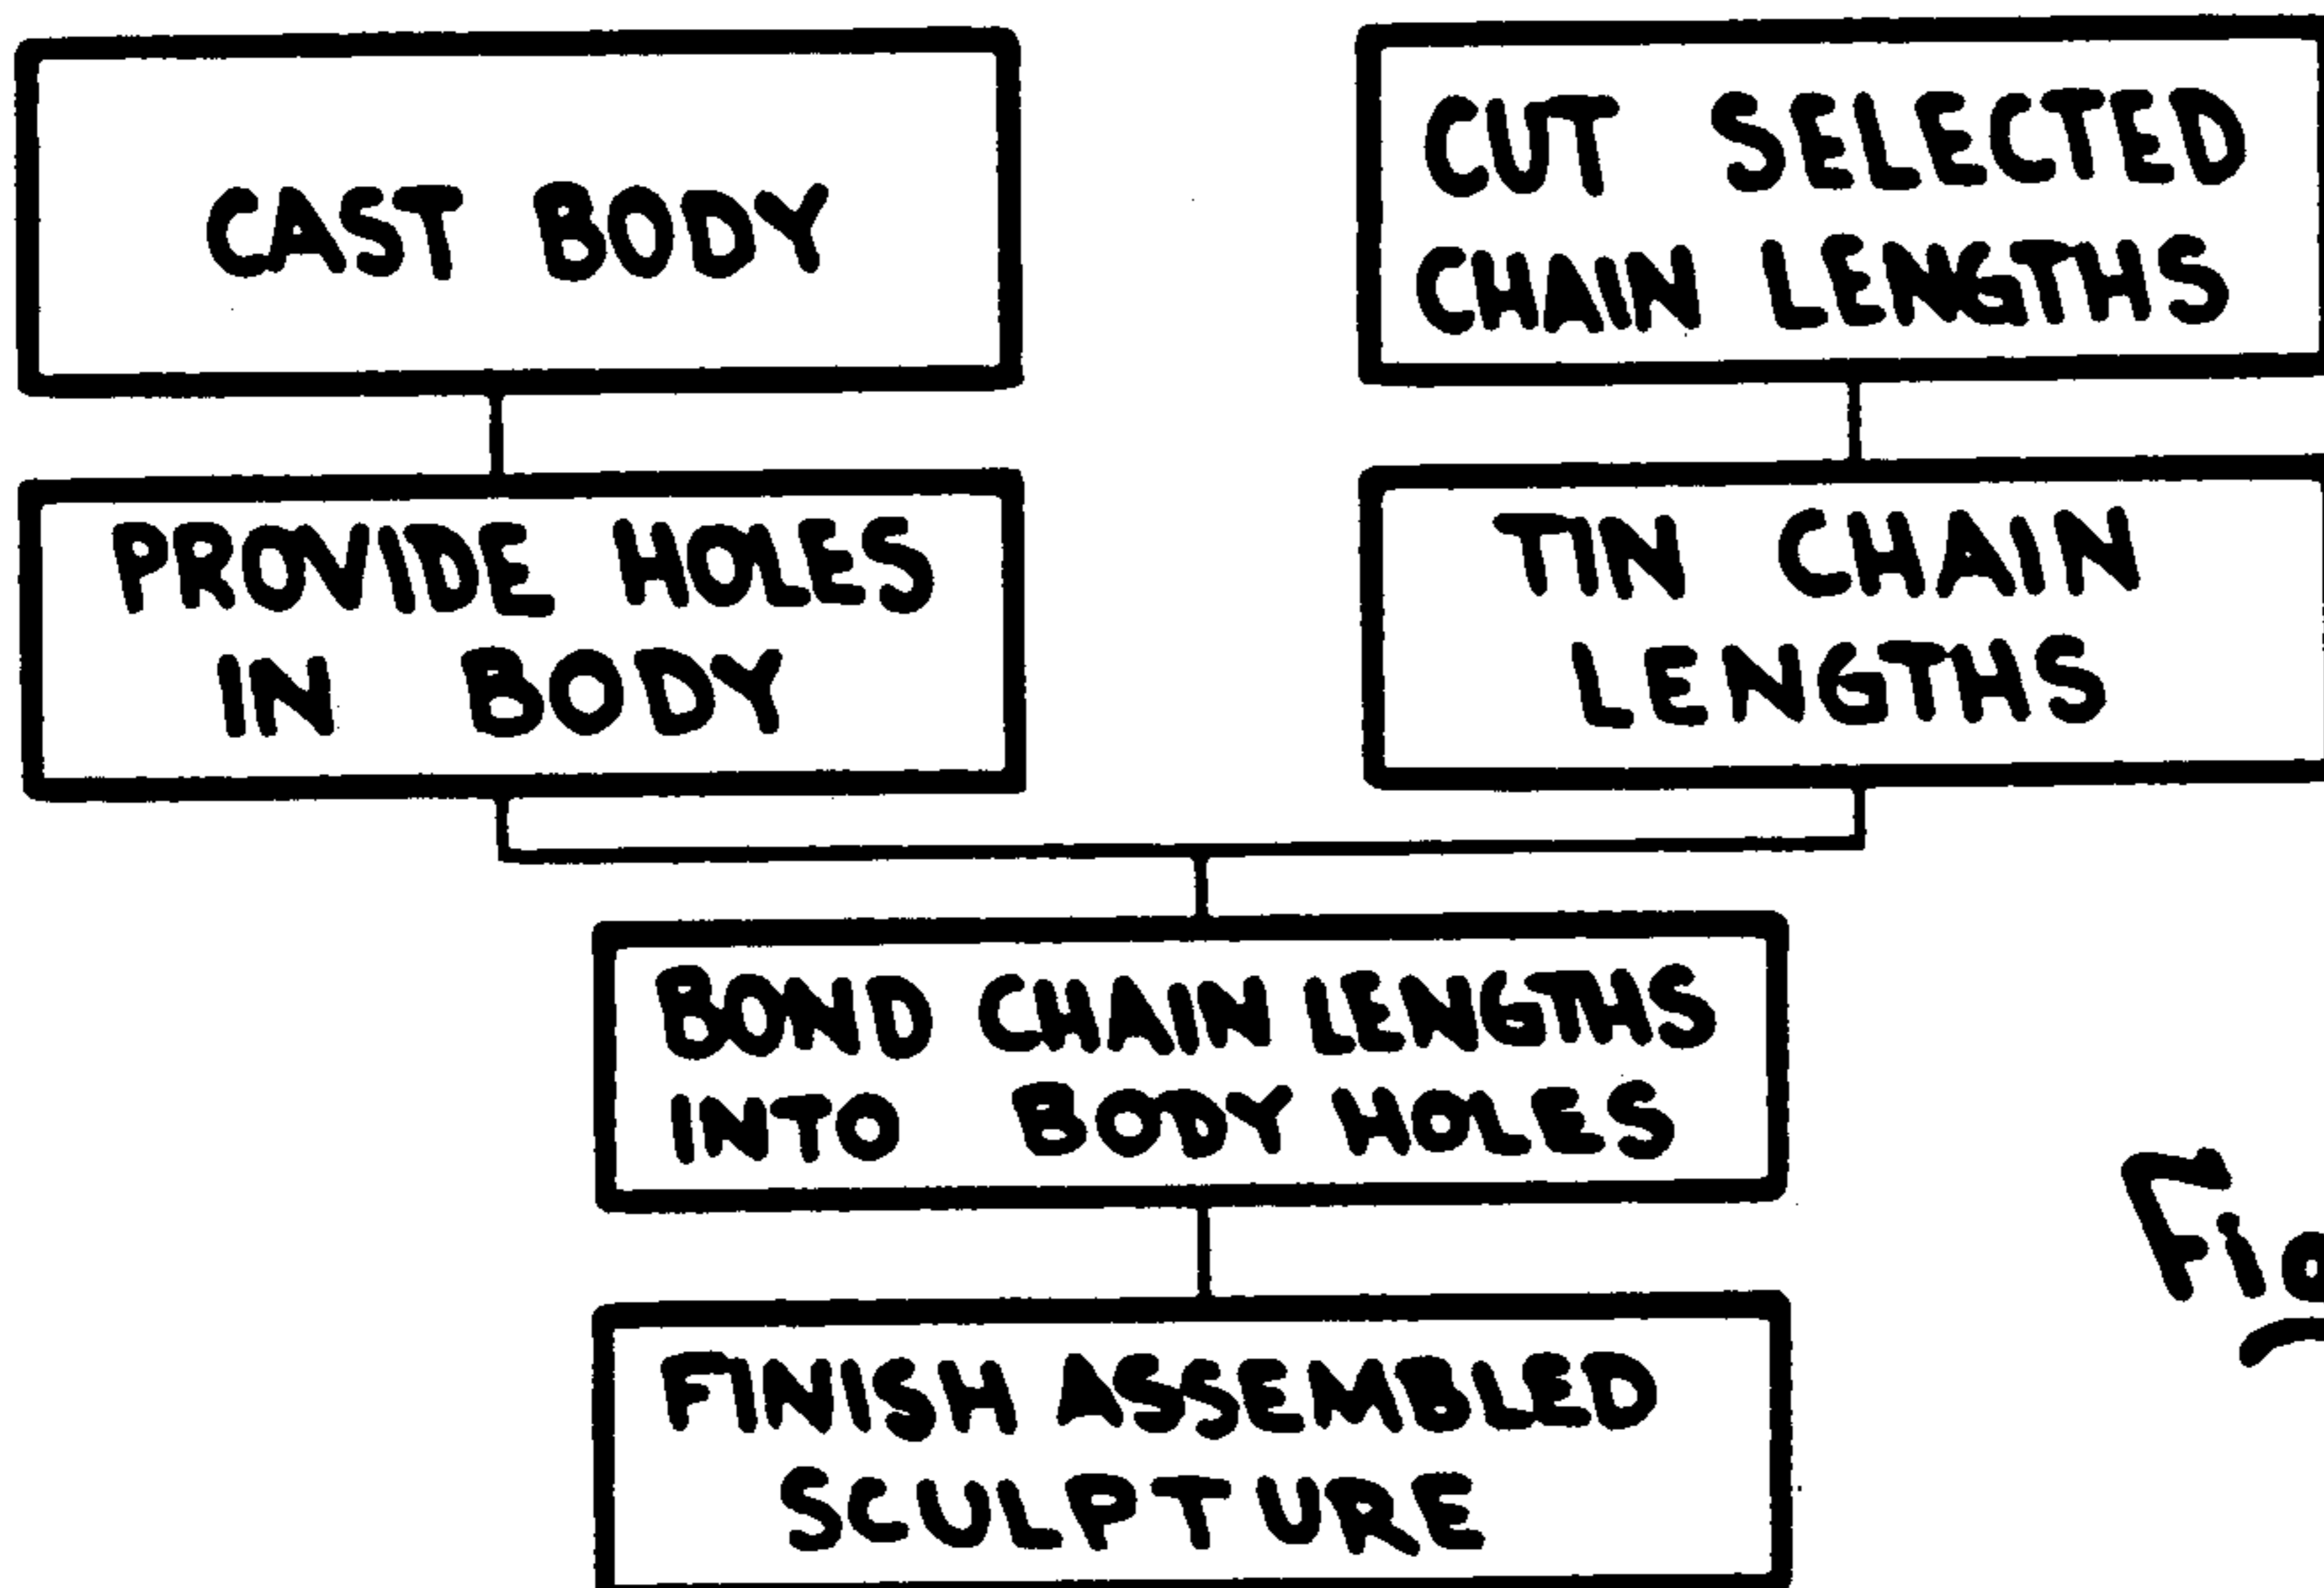 CAST BODY
CUT SELECTED
CHAIN LENGTHS
PROVIDE HOLES
IN BODY
TIN CHAIN
LENGTHS
BOND CHAIN LENGTHS
INTO BODY HOLES
FINISH ASSEMBLED
SCULPTURE